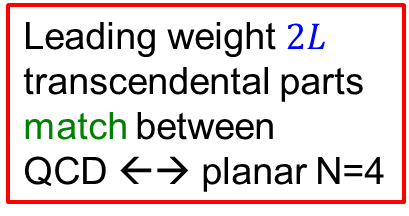 Leading weight 2L
transcendental parts
match between
QCD ←→ planar N=4